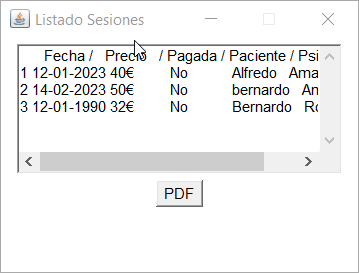 Listado Sesiones
Fecha / Precio / Pagada / Paciente / Psi
1 12-01-2023 40€ No Alfredo Ama
2 14-02-2023 50€ No bernardo An
3 12-01-1990 32€ No Bernardo Ro
PDF